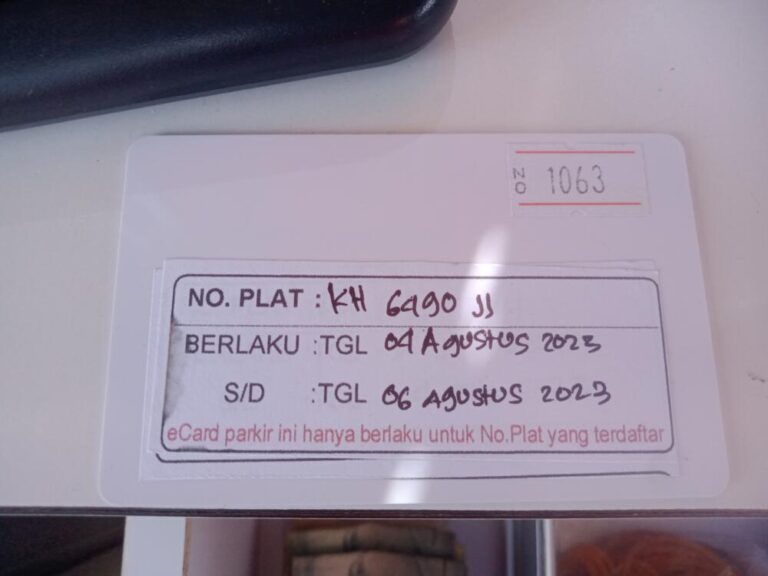 NO 1063
NO. PLAT : KH 6490 JJ
BERLAKU : TGL 04 AGUSTUS 2023
S/D : TGL 06 AGUSTUS 2023
eCard parkir ini hanya berlaku untuk No.Plat yang terdaftar